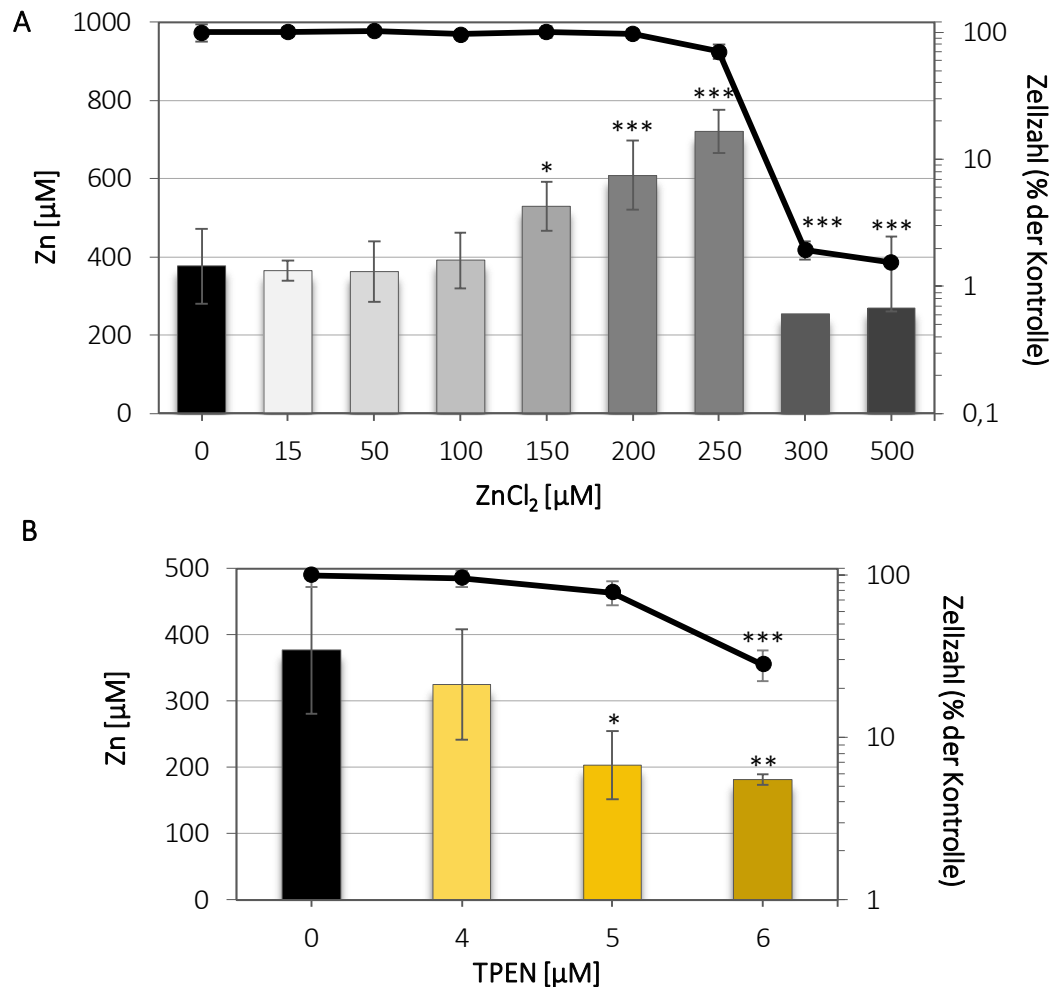 A
1000
800
600
400
200
0
Zn [µM]
***
***
*
***
***
100
10
1
0,1
Zellzahl (% der Kontrolle)
0 15 50 100 150 200 250 300 500
ZnCl₂ [µM]
B
500
400
300
200
100
0
Zn [µM]
***
*
**
100
10
1
Zellzahl (% der Kontrolle)
0 4 5 6
TPEN [µM]